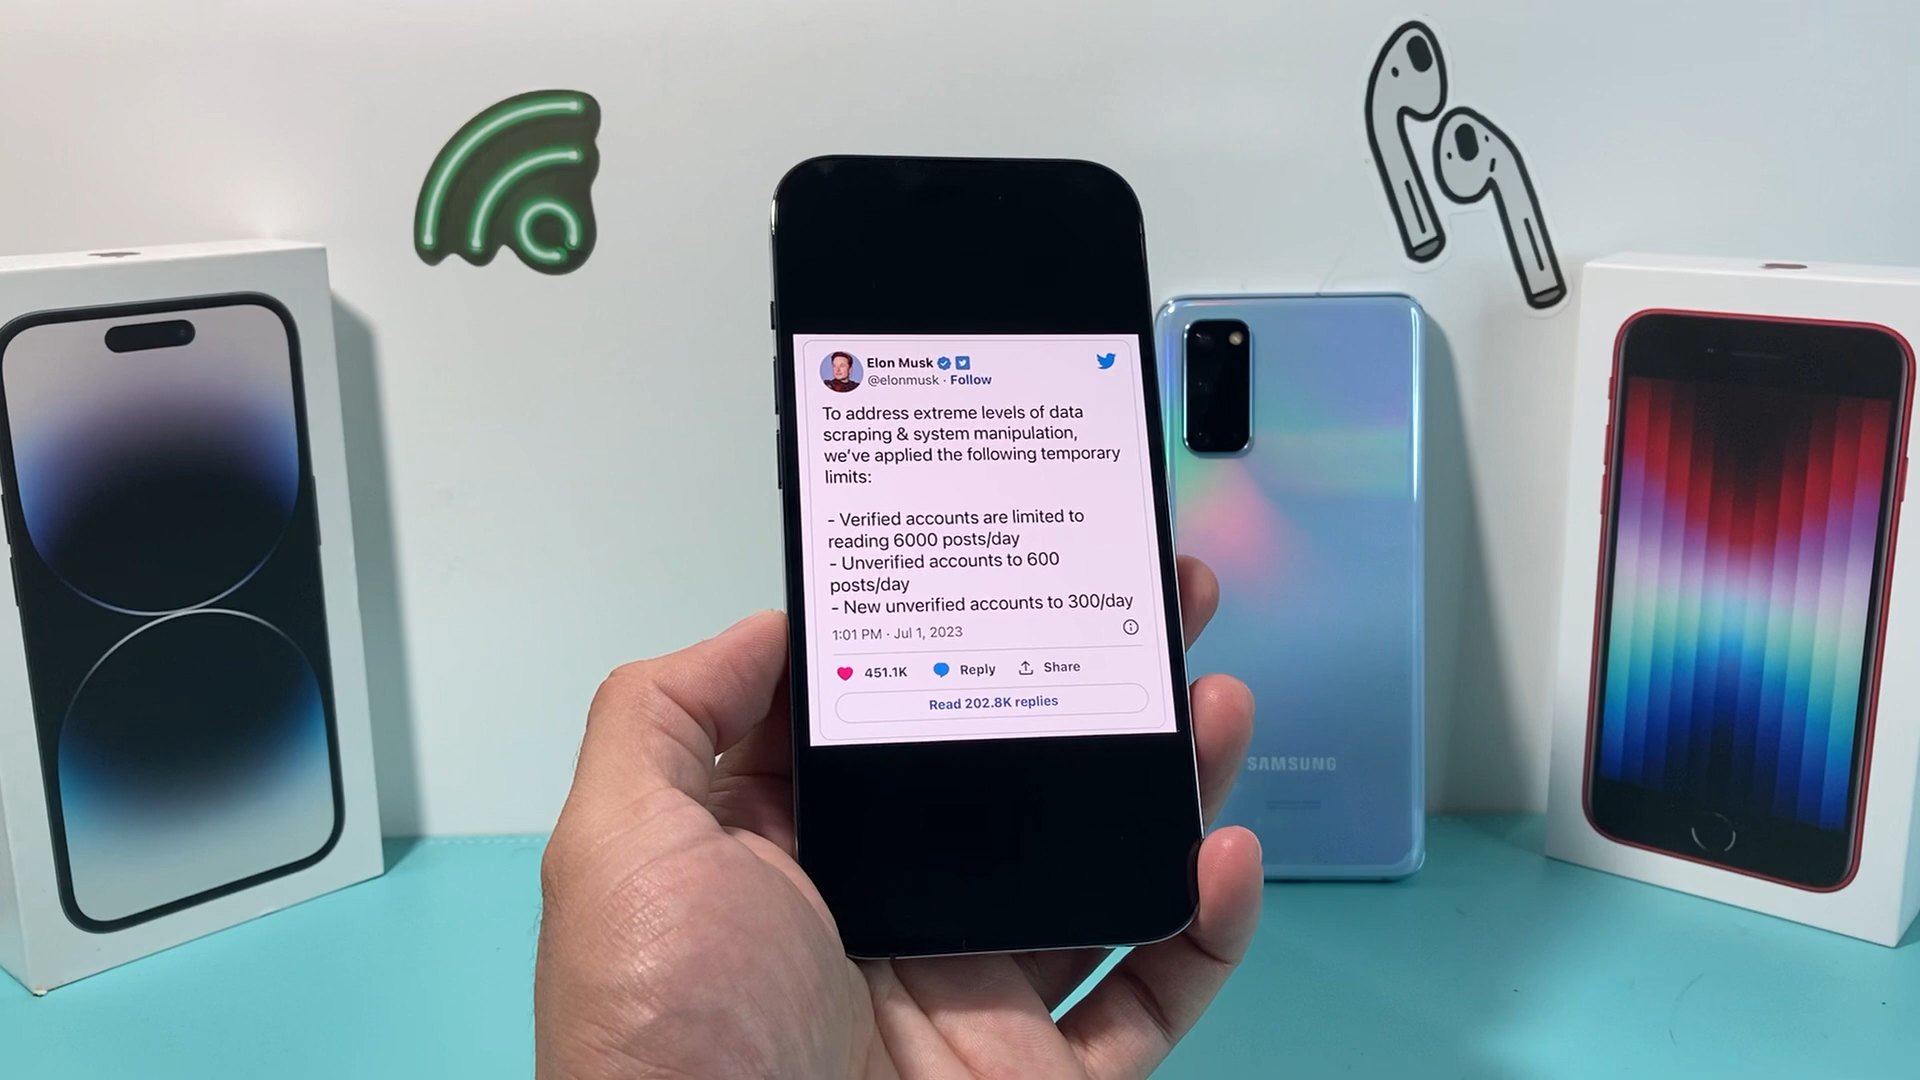 Elon Musk
@elonmusk · Follow
To address extreme levels of data
scraping & system manipulation,
we've applied the following temporary
limits:
- Verified accounts are limited to
reading 6000 posts/day
- Unverified accounts to 600
posts/day
- New unverified accounts to 300/day
1:01 PM · Jul 1, 2023
451.1K Reply Share
Read 202.8K replies
SAMSUNG